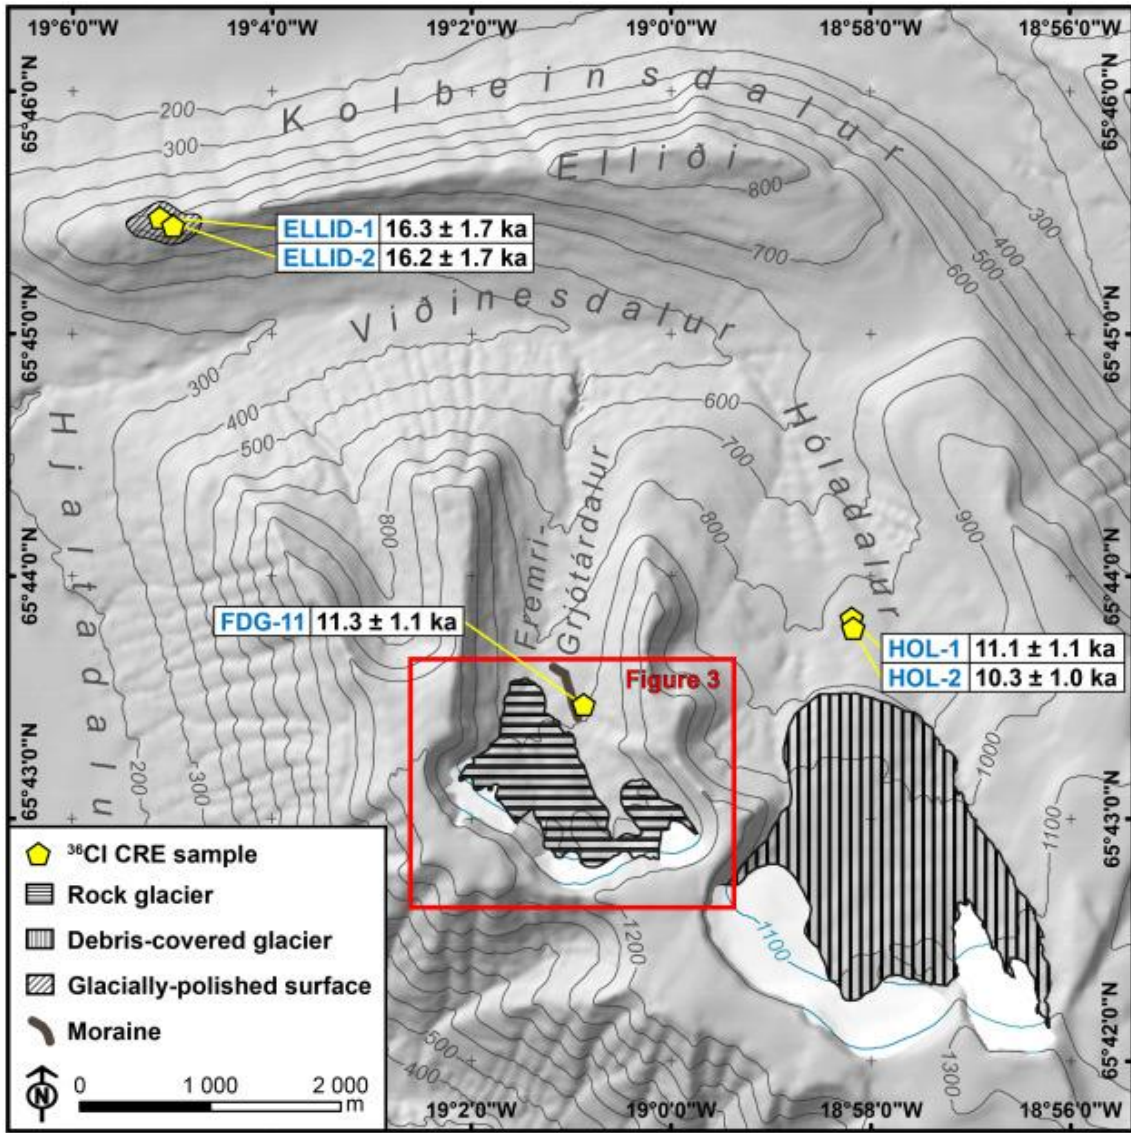 19°6'0"W 19°4'0"W 19°2'0"W 19°0'0"W 18°58'0"W 18°56'0"W
65°46'0"N
65°46'0"N
200
300
Kolbeinsdalur
Elliði
800
300
400
500
600
700
ELLID-1 16.3 ± 1.7 ka
ELLID-2 16.2 ± 1.7 ka
Viðinesdalur
65°45'0"N
65°45'0"N
300
400
500
600
700
800
800
900
Hjaltadalu
Hóladalur
Fremri-
Grjótárdalur
65°44'0"N
65°44'0"N
FDG-11 11.3 ± 1.1 ka
HOL-1 11.1 ± 1.1 ka
HOL-2 10.3 ± 1.0 ka
Figure 3
65°43'0"N
65°43'0"N
200
300
1000
1100
1100
1200
1300
500
400
65°42'0"N
³⁶Cl CRE sample
Rock glacier
Debris-covered glacier
Glacially-polished surface
Moraine
N
0 1 000 2 000
m
19°2'0"W 19°0'0"W 18°58'0"W 18°56'0"W